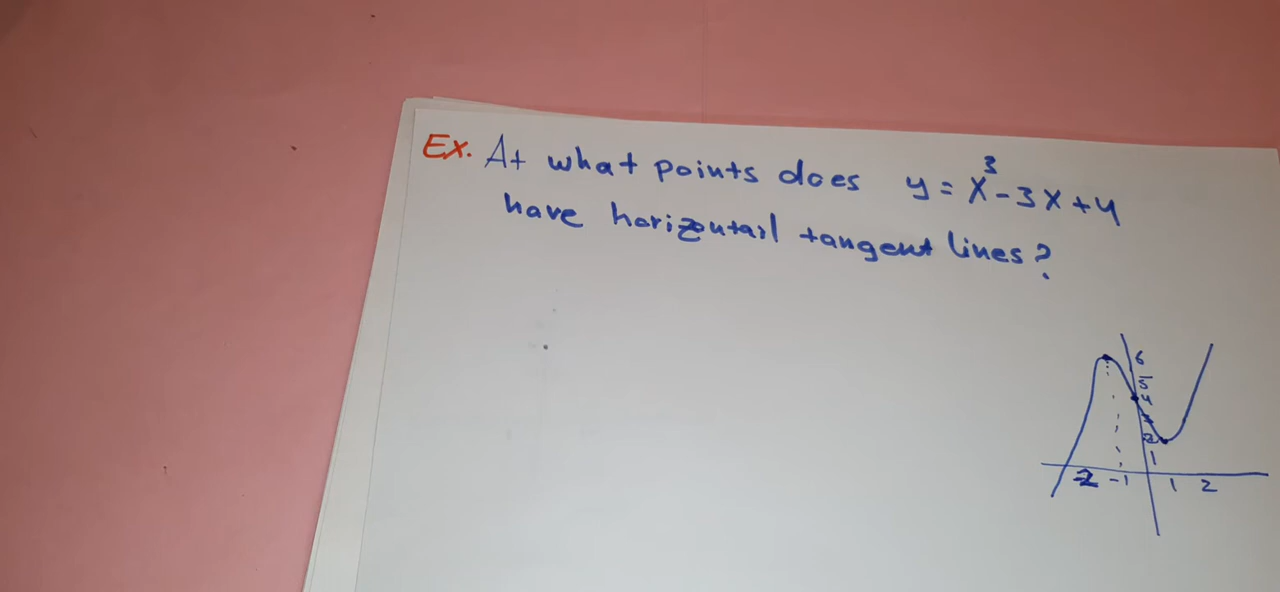 Ex. At what points does y = x³ - 3x + 4
have horizontal tangent lines?
6
5
4
2
1
-2 -1 1 2